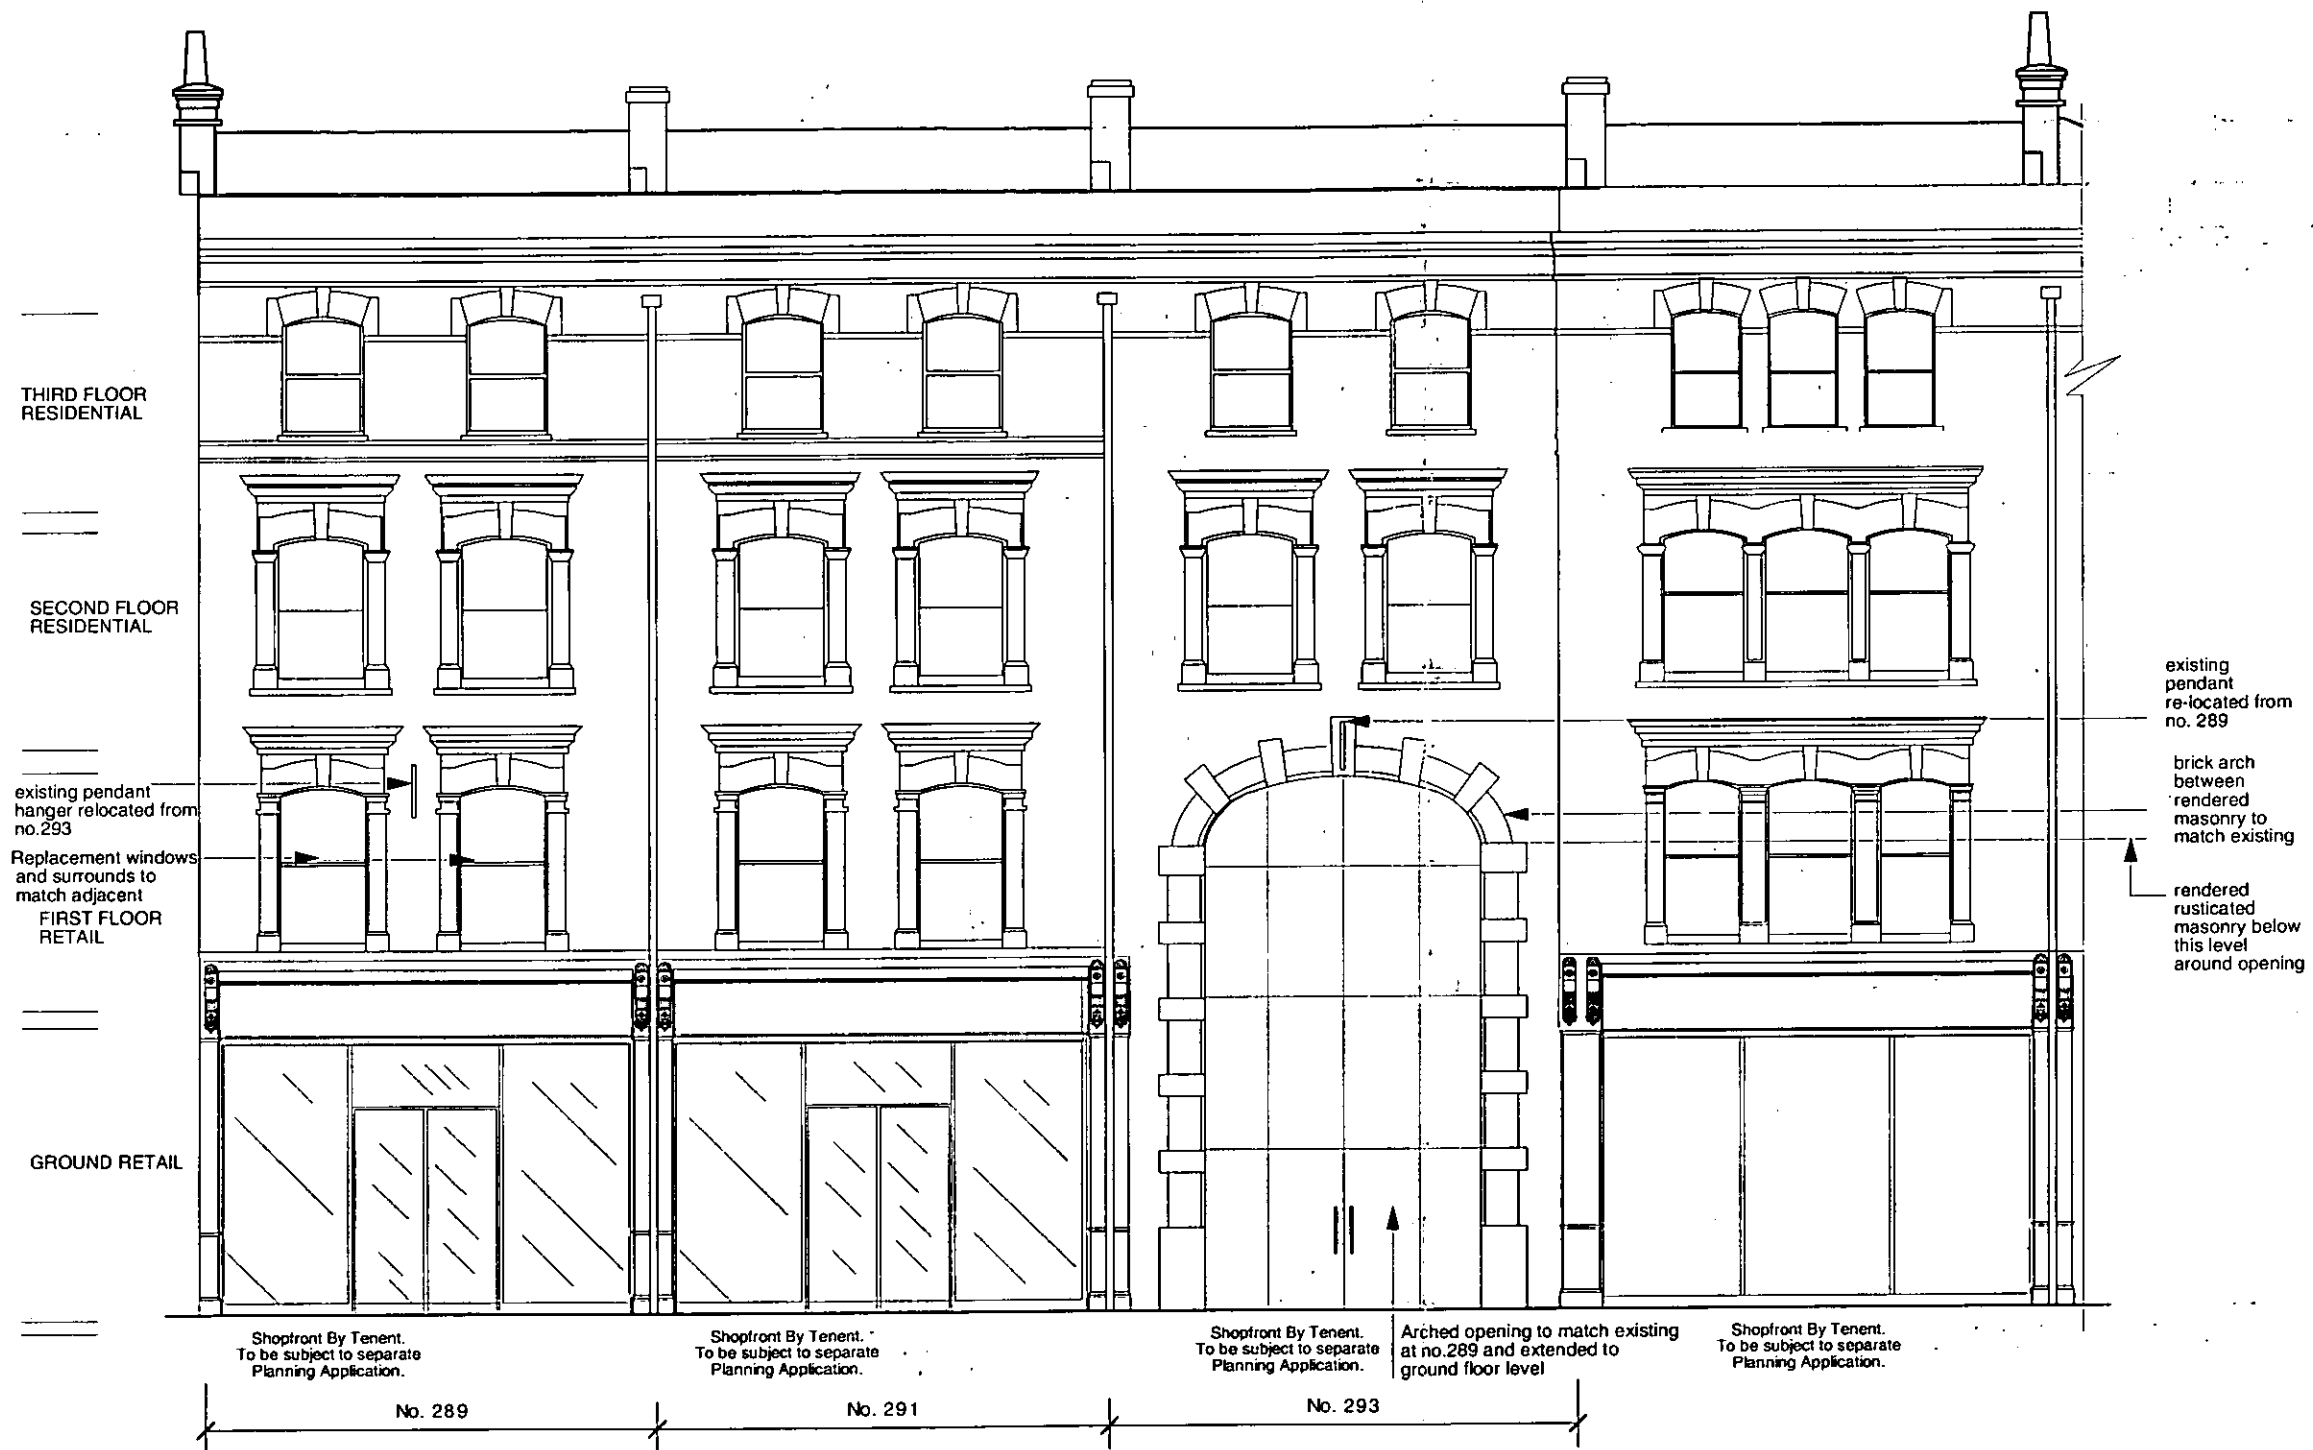 THIRD FLOOR
RESIDENTIAL
SECOND FLOOR
RESIDENTIAL
existing pendant
hanger relocated from
no.293
Replacement windows
and surrounds to
match adjacent
FIRST FLOOR
RETAIL
GROUND RETAIL
existing
pendant
re-located from
no. 289
brick arch
between
rendered
masonry to
match existing
rendered
rusticated
masonry below
this level
around opening
Shopfront By Tenent.
To be subject to separate
Planning Application.
Shopfront By Tenent.
To be subject to separate
Planning Application.
Shopfront By Tenent.
To be subject to separate
Planning Application.
Arched opening to match existing
at no.289 and extended to
ground floor level
Shopfront By Tenent.
To be subject to separate
Planning Application.
No. 289
No. 291
No. 293